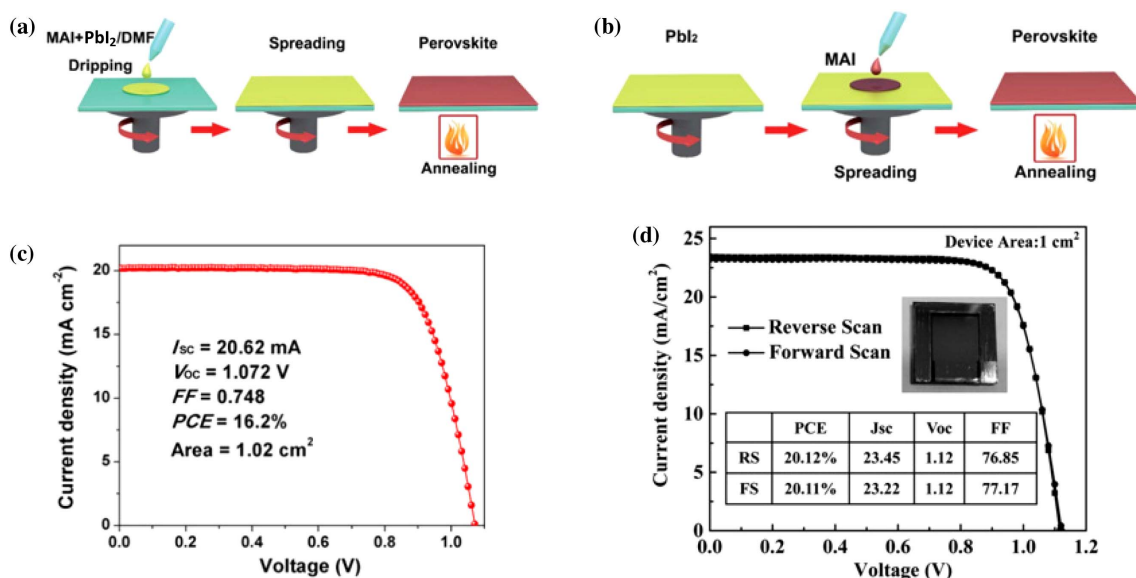 (a)
MAI+PbI₂/DMF
Dripping
Spreading
Perovskite
Annealing
(b)
PbI₂
MAI
Perovskite
Spreading
Annealing
(c)
Current density (mA cm⁻²)
20
15
10
5
0
I_SC = 20.62 mA
V_OC = 1.072 V
FF = 0.748
PCE = 16.2%
Area = 1.02 cm²
0.0 0.2 0.4 0.6 0.8 1.0
Voltage (V)
(d)
Current density (mA/cm²)
25
20
15
10
5
0
Device Area:1 cm²
Reverse Scan
Forward Scan
PCE Jsc Voc FF
RS 20.12% 23.45 1.12 76.85
FS 20.11% 23.22 1.12 77.17
0.0 0.2 0.4 0.6 0.8 1.0 1.2
Voltage (V)